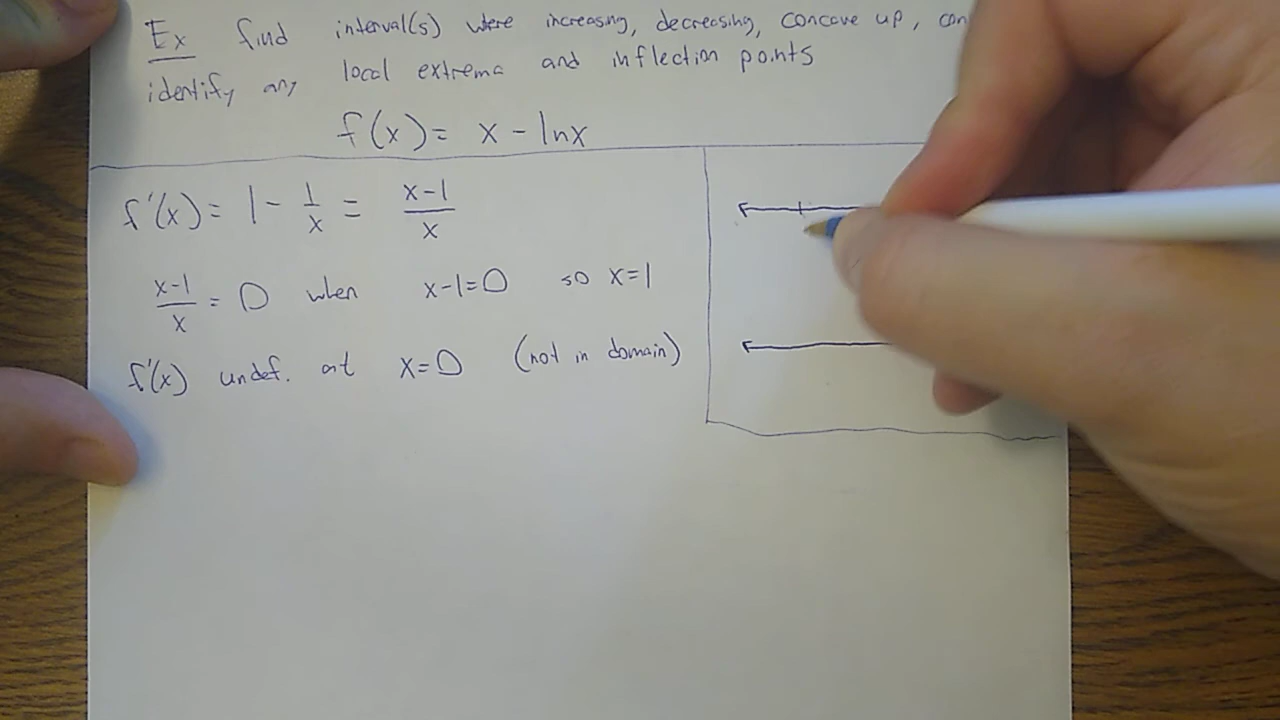 Ex find interval(s) where increasing, decreasing, concave up,
identify any local extrema and inflection points
f(x) = x - lnx
f'(x) = 1 - 1/x = (x-1)/x
(x-1)/x = 0 when x-1=0 so x=1
f'(x) undef. at x=0 (not in domain)